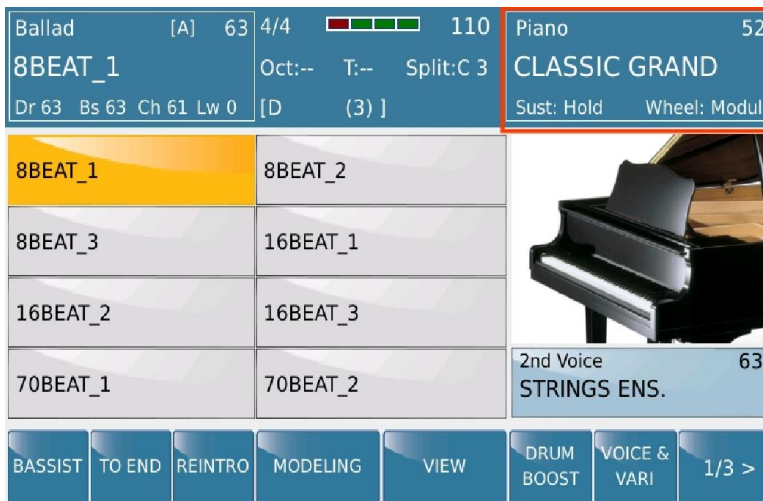 Ballad [A] 63
8BEAT_1
Dr 63 Bs 63 Ch 61 Lw 0
4/4 110
Oct:-- T:-- Split:C 3
[D (3) ]
Piano 52
CLASSIC GRAND
Sust: Hold Wheel: Modul
8BEAT_1 8BEAT_2
8BEAT_3 16BEAT_1
16BEAT_2 16BEAT_3
70BEAT_1 70BEAT_2
2nd Voice 63
STRINGS ENS.
BASSIST TO END REINTRO MODELING VIEW
DRUM
BOOST
VOICE &
VARI
1/3 >